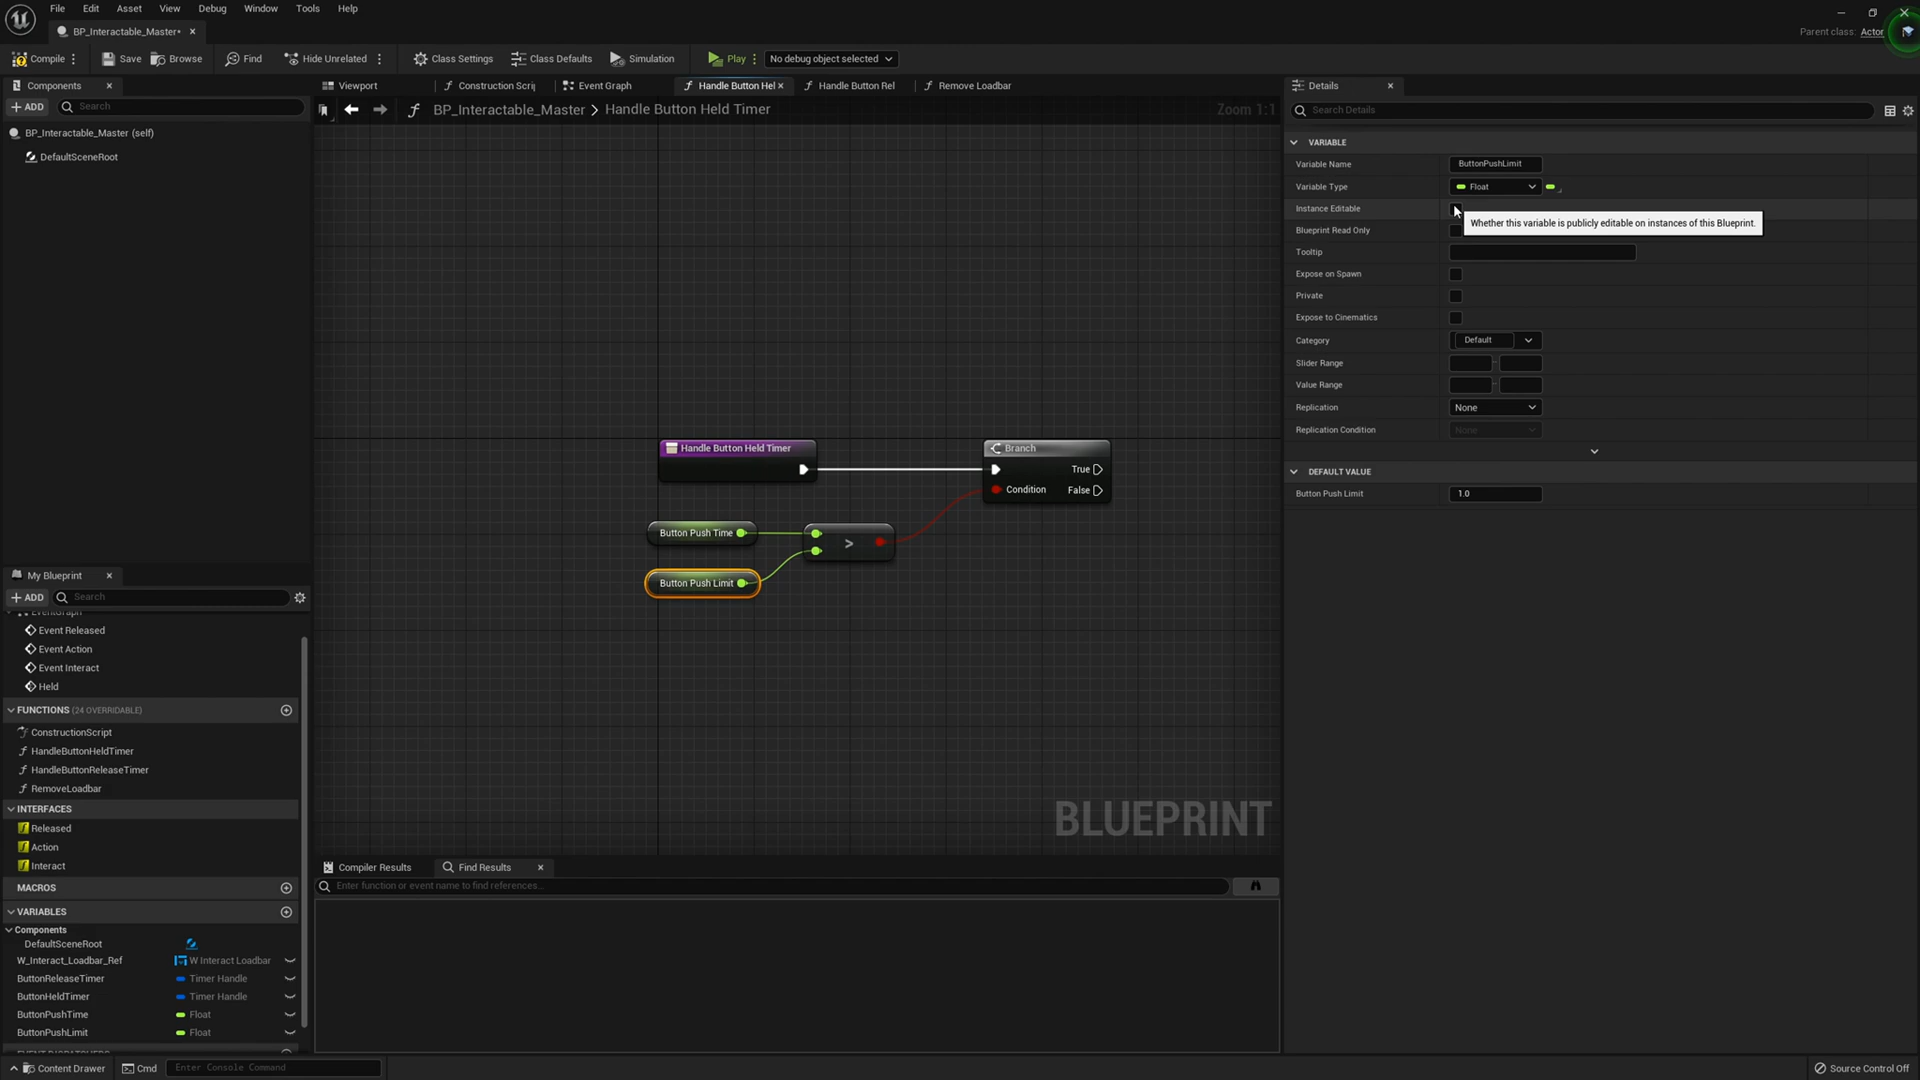 File Edit Asset View Debug Window Tools Help
BP_Interactable_Master*
Parent class: Actor
Compile Save Browse Find Hide Unrelated Class Settings Class Defaults Simulation Play No debug object selected
Components
ADD Search
BP_Interactable_Master (self)
DefaultSceneRoot
Viewport Construction Scrip Event Graph Handle Button Hel Handle Button Rel Remove Loadbar
BP_Interactable_Master > Handle Button Held Timer Zoom 1:1
Handle Button Held Timer
Branch
True
Condition False
Button Push Time
>
Button Push Limit
BLUEPRINT
Details
Search Details
VARIABLE
Variable Name ButtonPushLimit
Variable Type Float
Instance Editable
Whether this variable is publicly editable on instances of this Blueprint.
Blueprint Read Only
Tooltip
Expose on Spawn
Private
Expose to Cinematics
Category Default
Slider Range
Value Range
Replication None
Replication Condition None
DEFAULT VALUE
Button Push Limit 1.0
My Blueprint
ADD Search
EventGraph
Event Released
Event Action
Event Interact
Held
FUNCTIONS (24 OVERRIDABLE)
ConstructionScript
HandleButtonHeldTimer
HandleButtonReleaseTimer
RemoveLoadbar
INTERFACES
Released
Action
Interact
MACROS
VARIABLES
Components
DefaultSceneRoot
W_Interact_Loadbar_Ref W Interact Loadbar
ButtonReleaseTimer Timer Handle
ButtonHeldTimer Timer Handle
ButtonPushTime Float
ButtonPushLimit Float
EVENT DISPATCHERS
Compiler Results Find Results
Enter function or event name to find references...
Content Drawer Cmd Enter Console Command
Source Control Off